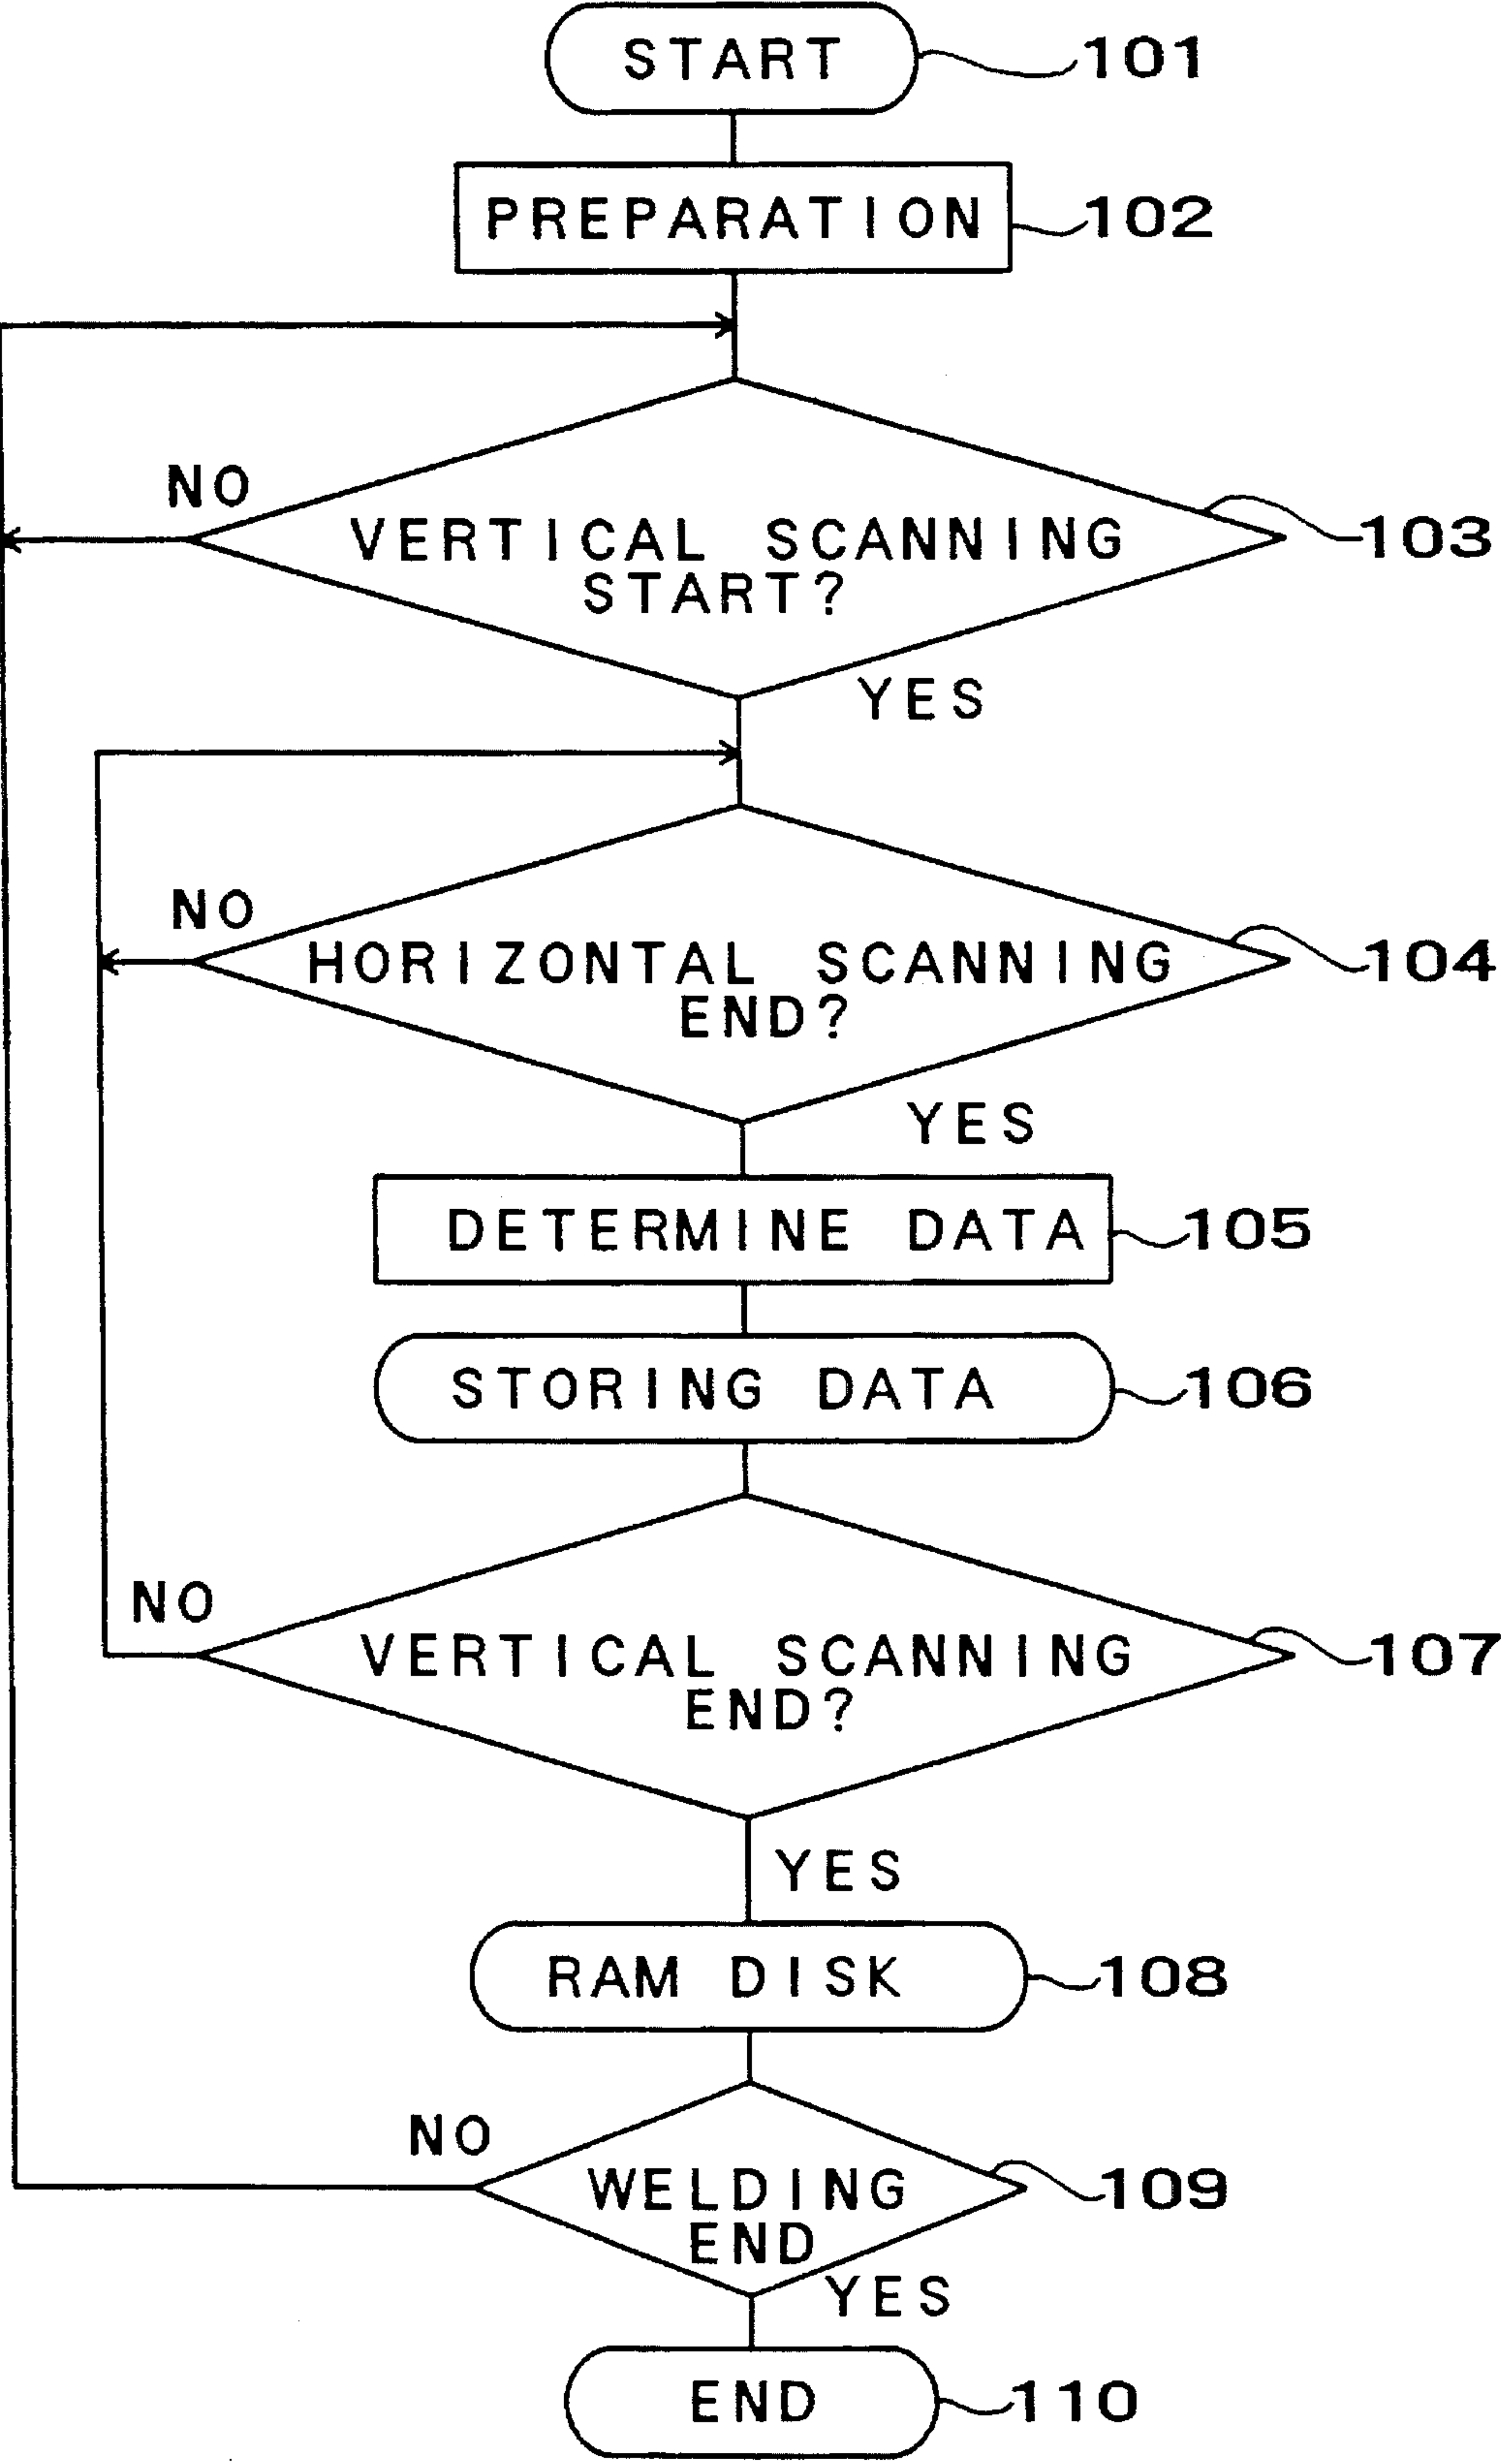 START 101
PREPARATION 102
NO
VERTICAL SCANNING 103
START?
YES
NO
HORIZONTAL SCANNING 104
END?
YES
DETERMINE DATA 105
STORING DATA 106
NO
VERTICAL SCANNING 107
END?
YES
RAM DISK 108
NO
WELDING 109
END
YES
END 110